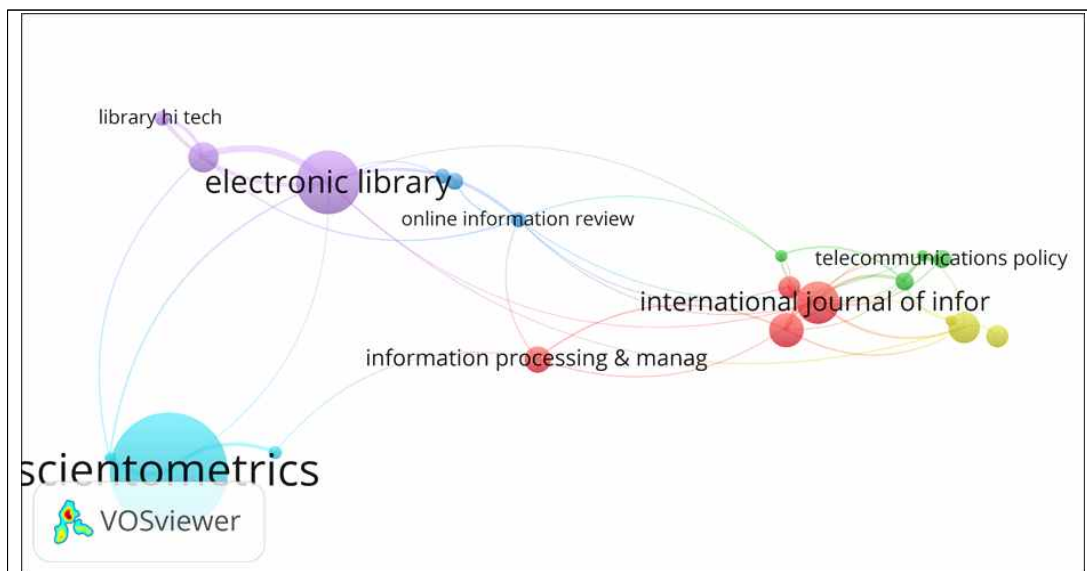 library hi tech
electronic library
online information review
telecommunications policy
international journal of infor
information processing & manag
scientometrics
VOSviewer